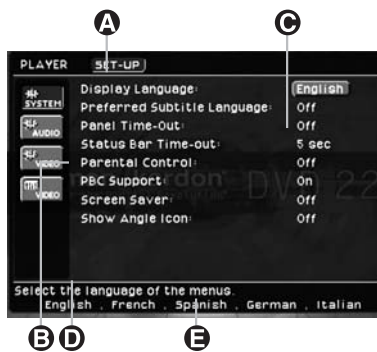 A C
PLAYER SET-UP
SYSTEM
AUDIO
VIDEO
VIDEO
Display Language: English
Preferred Subtitle Language: Off
Panel Time-Out: Off
Status Bar Time-out: 5 sec
Parental Control: Off
PBC Support: On
Screen Saver: Off
Show Angle Icon: Off
DVD 22
Select the language of the menus.
English , French , Spanish , German , Italian
B D E